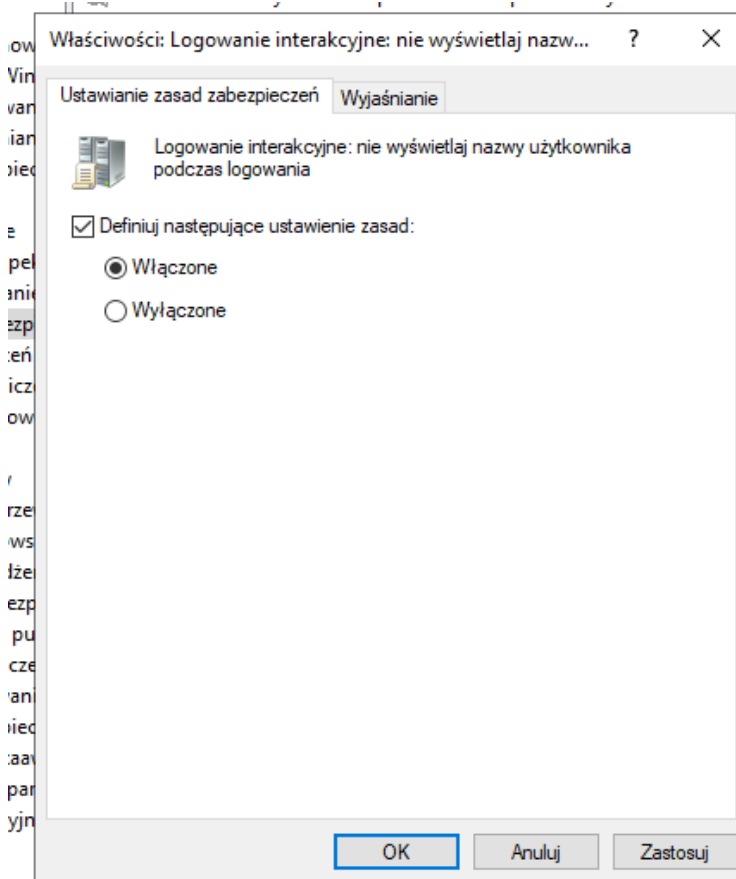 Właściwości: Logowanie interakcyjne: nie wyświetlaj nazw...
Ustawianie zasad zabezpieczeń
Wyjaśnianie
Logowanie interakcyjne: nie wyświetlaj nazwy użytkownika
podczas logowania
Definiuj następujące ustawienie zasad:
Włączone
Wyłączone
OK
Anuluj
Zastosuj